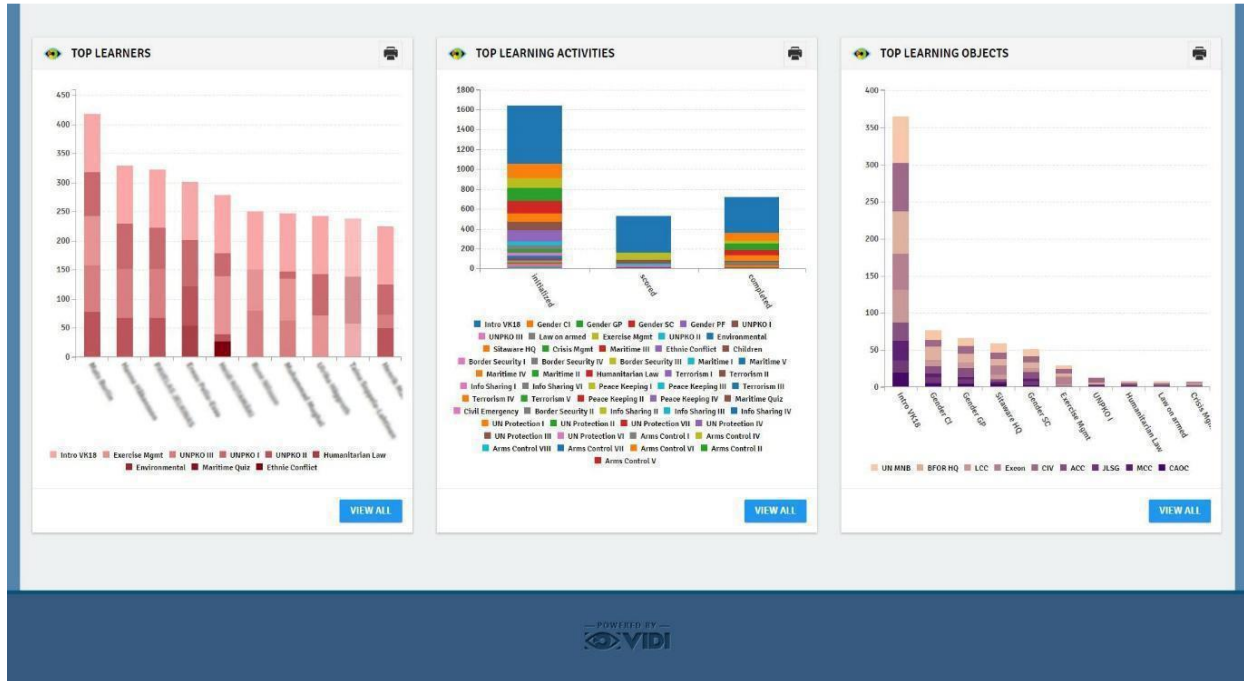 TOP LEARNERS
450
400
350
300
250
200
150
100
50
0
Intro VK18 Exercise Mgmt UNPKO III UNPKO I UNPKO II Humanitarian Law
Environmental Maritime Quiz Ethnic Conflict
VIEW ALL
TOP LEARNING ACTIVITIES
1800
1600
1400
1200
1000
800
600
400
200
0
initialized
scored
completed
Intro VK18 Gender CI Gender GP Gender SC Gender PF UNPKO I
UNPKO III Law on armed Exercise Mgmt UNPKO II Environmental
Sitaware HQ Crisis Mgmt Maritime III Ethnic Conflict Children
Border Security I Border Security IV Border Security III Maritime I Maritime V
Maritime IV Maritime II Humanitarian Law Terrorism I Terrorism II
Info Sharing I Info Sharing VI Peace Keeping I Peace Keeping III Terrorism III
Terrorism IV Terrorism V Peace Keeping II Peace Keeping IV Maritime Quiz
Civil Emergency Border Security II Info Sharing II Info Sharing III Info Sharing IV
UN Protection I UN Protection II UN Protection VII UN Protection IV
UN Protection III UN Protection VI Arms Control I Arms Control IV
Arms Control VIII Arms Control VII Arms Control VI Arms Control II
Arms Control V
VIEW ALL
TOP LEARNING OBJECTS
400
350
300
250
200
150
100
50
0
Intro VK18
Gender CI
Gender GP
Sitaware HQ
Gender SC
Exercise Mgmt
UNPKO I
Humanitarian Law
Law on armed
Crisis Mg...
UN MNB BFOR HQ LCC Exeon CIV ACC JLSG MCC CAOC
VIEW ALL
POWERED BY
VIDI